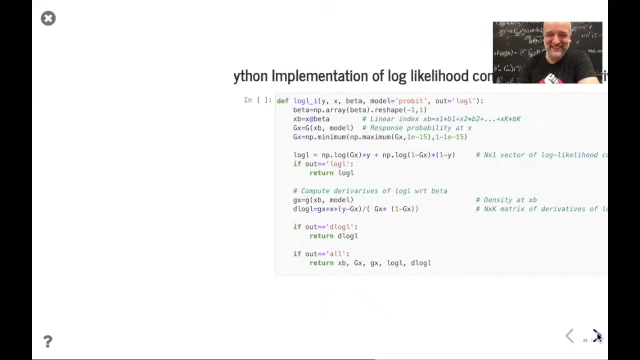 ython Implementation of log likelihood con
In [ ]:
def logl_i(y, x, beta, model='probit', out='logl'):
beta=np.array(beta).reshape(-1,1)
xb=x@beta # Linear index xb=x1*b1+x2*b2+...+xK*bK
Gx=G(xb, model) # Response probability at x
Gx=np.minimum(np.maximum(Gx,1e-15),1-1e-15)
logl = np.log(Gx)*y + np.log(1-Gx)*(1-y) # Nx1 vector of log-likelihood co
if out=='logl':
return logl
# Compute derivarives of logl wrt beta
gx=g(xb, model) # Density at xb
dlogl=gx*x*(y-Gx)/( Gx* (1-Gx)) # NxK matrix of derivatives of lo
if out=='dlogl':
return dlogl
if out=='all':
return xb, Gx, gx, logl, dlogl
?